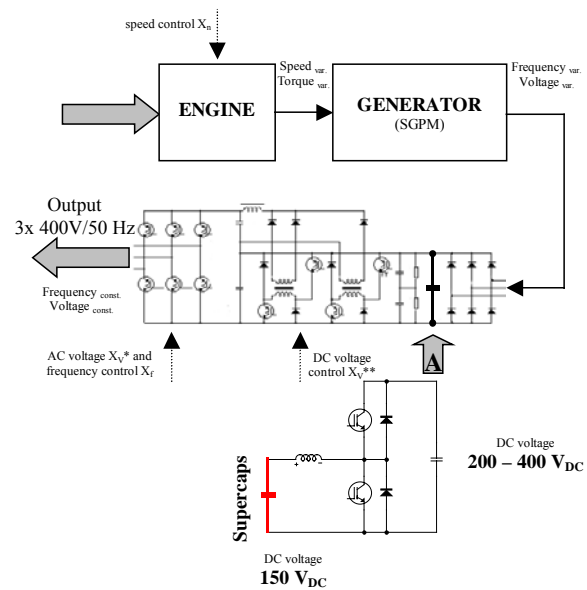 speed control Xn
Speed var.
Torque var.
Frequency var.
Voltage var.
ENGINE
GENERATOR
(SGPM)
Output
3x 400V/50 Hz
Frequency const.
Voltage const.
AC voltage XV* and
frequency control Xf
DC voltage
control XV**
A
+ -
Supercaps
DC voltage
200 – 400 VDC
DC voltage
150 VDC